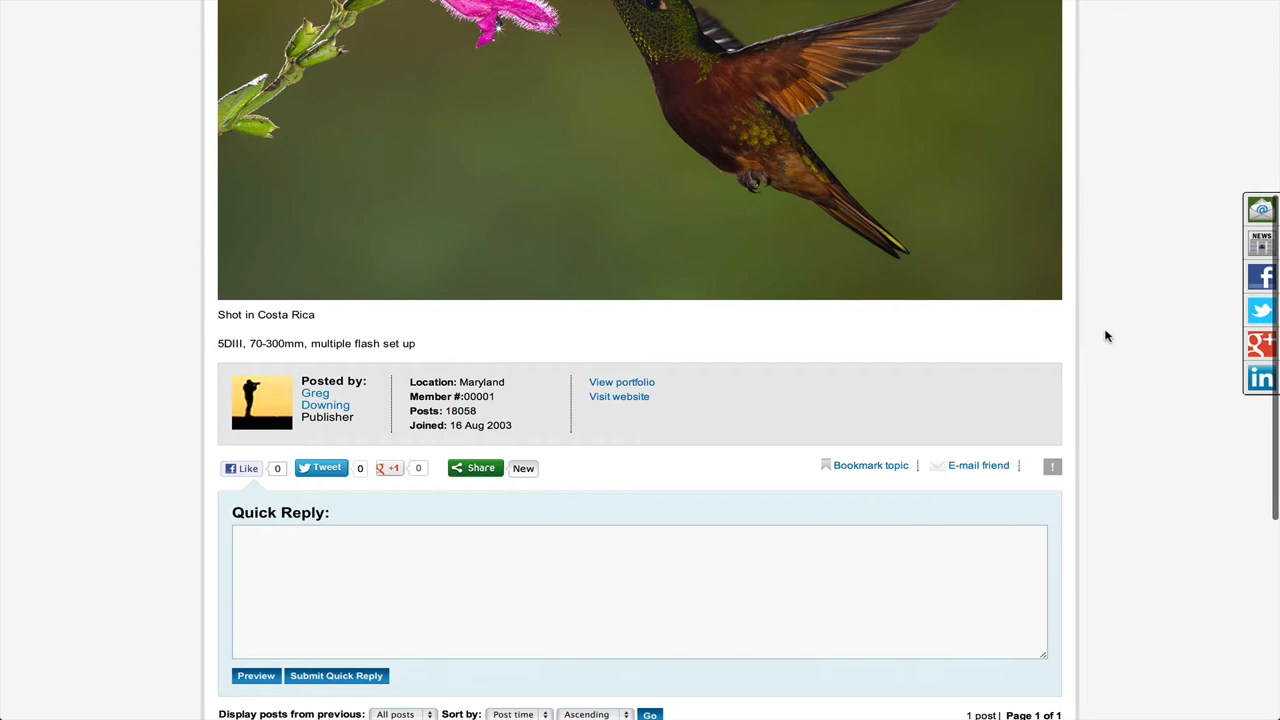 Shot in Costa Rica
5DIII, 70-300mm, multiple flash set up
Posted by:
Greg
Downing
Publisher
Location: Maryland
Member #:00001
Posts: 18058
Joined: 16 Aug 2003
View portfolio
Visit website
NEWS
Like 0 Tweet 0 +1 0 Share New
Bookmark topic E-mail friend !
Quick Reply:
Preview Submit Quick Reply
Display posts from previous: All posts Sort by: Post time Ascending Go 1 post | Page 1 of 1